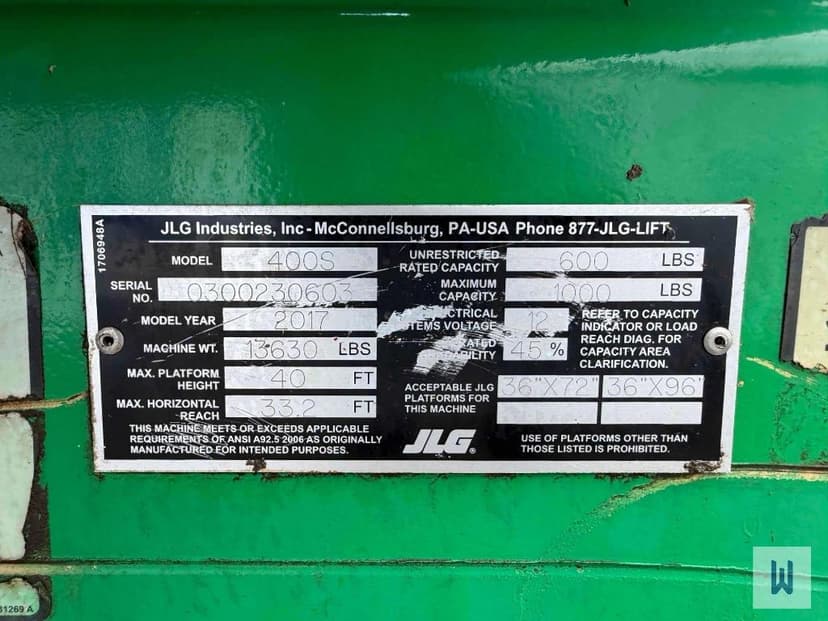 JLG Industries, Inc - McConnellsburg, PA-USA Phone 877-JLG-LIFT
1706948A
MODEL 400S
SERIAL NO. 0300230603
MODEL YEAR 2017
MACHINE WT. 13630 LBS
MAX. PLATFORM HEIGHT 40 FT
MAX. HORIZONTAL REACH 33.2 FT
THIS MACHINE MEETS OR EXCEEDS APPLICABLE
REQUIREMENTS OF ANSI A92.5 2006 AS ORIGINALLY
MANUFACTURED FOR INTENDED PURPOSES.
UNRESTRICTED RATED CAPACITY 600 LBS
MAXIMUM CAPACITY 1000 LBS
VOLTAGE 12
45 %
REFER TO CAPACITY
INDICATOR OR LOAD
REACH DIAG. FOR
CAPACITY AREA
CLARIFICATION.
ACCEPTABLE JLG
PLATFORMS FOR
THIS MACHINE
36"X72" 36"X96"
JLG®
USE OF PLATFORMS OTHER THAN
THOSE LISTED IS PROHIBITED.
31269 A
W